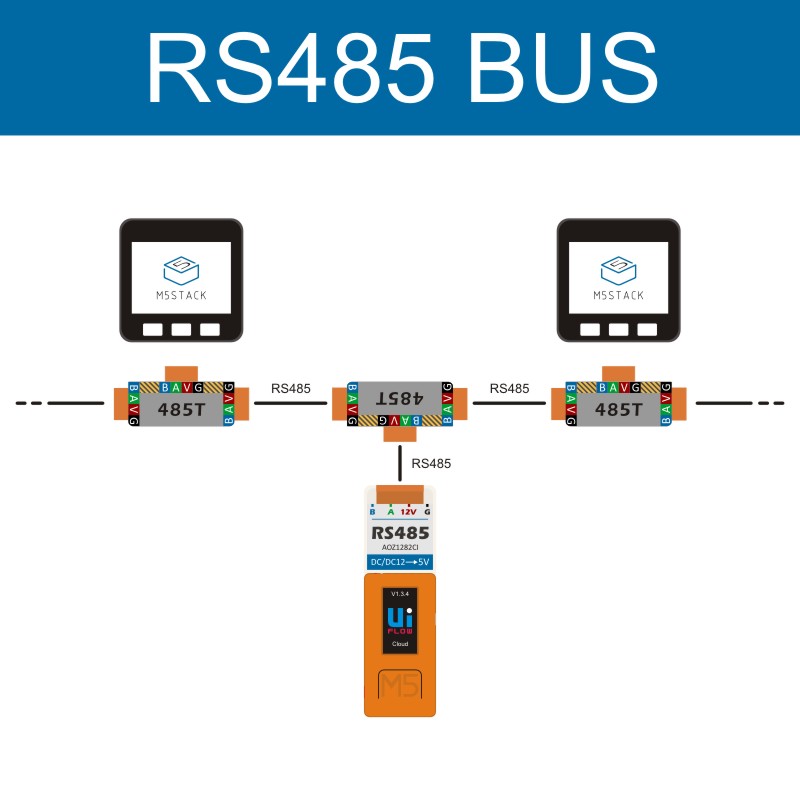 RS485 BUS
M5STACK
M5STACK
B A V G
B A V G
B A V G
485T
RS485
B A V G
B A V G
485T
B A V G
RS485
B A V G
B A V G
B A V G
485T
RS485
B A 12V G
RS485
AOZ1282CI
DC/DC12→5V
V1.3.4
Ui
FLOW
Cloud
M5